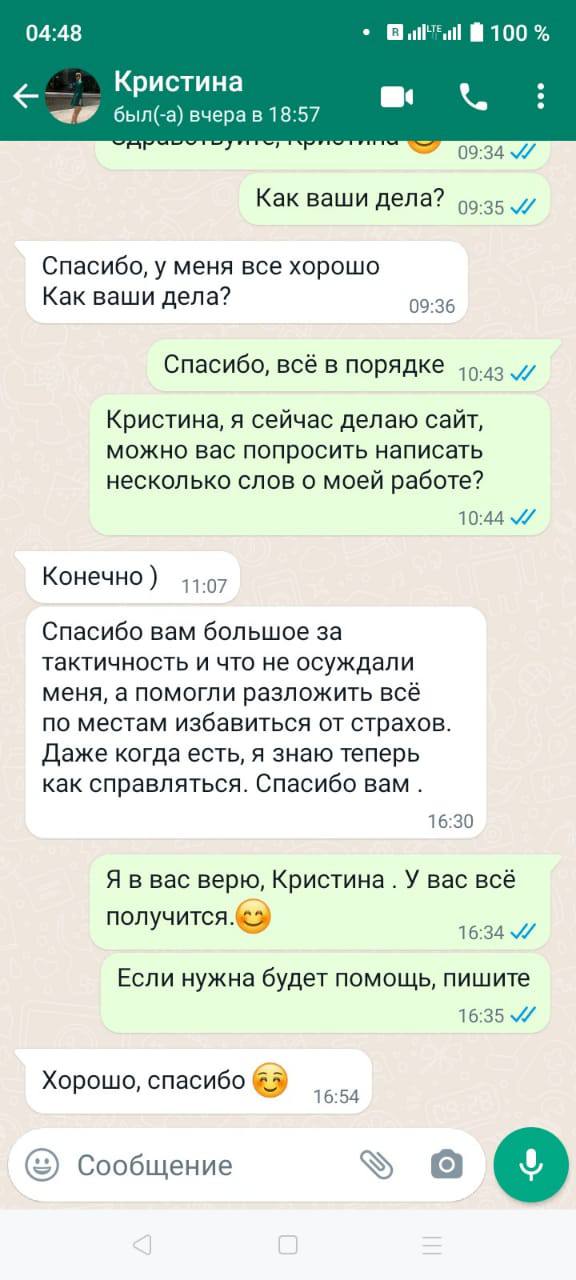 04:48
R LTE 100 %
Кристина
был(-а) вчера в 18:57
Здравствуйте, Кристина
09:34
Как ваши дела? 09:35
Спасибо, у меня все хорошо
Как ваши дела?
09:36
Спасибо, всё в порядке 10:43
Кристина, я сейчас делаю сайт,
можно вас попросить написать
несколько слов о моей работе?
10:44
Конечно ) 11:07
Спасибо вам большое за
тактичность и что не осуждали
меня, а помогли разложить всё
по местам избавиться от страхов.
Даже когда есть, я знаю теперь
как справляться. Спасибо вам .
16:30
Я в вас верю, Кристина . У вас всё
получится.😊
16:34
Если нужна будет помощь, пишите
16:35
Хорошо, спасибо ☺️ 16:54
Сообщение